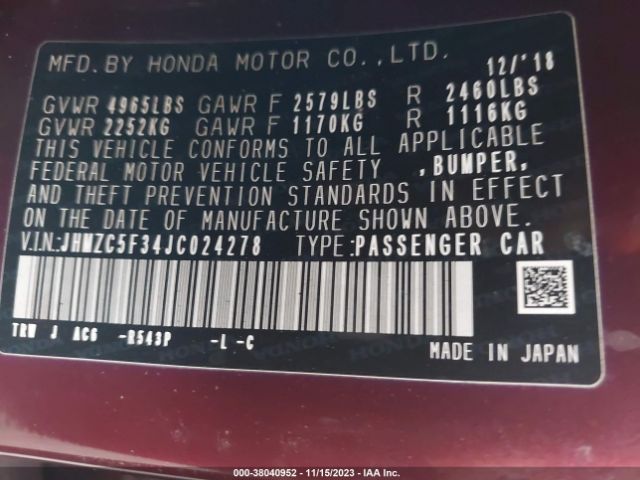 MFD. BY HONDA MOTOR CO.,LTD. 12/'18
GVWR 4965LBS GAWR F 2579LBS R 2460LBS
GVWR 2252KG GAWR F 1170KG R 1116KG
THIS VEHICLE CONFORMS TO ALL APPLICABLE
FEDERAL MOTOR VEHICLE SAFETY ,BUMPER,
AND THEFT PREVENTION STANDARDS IN EFFECT
ON THE DATE OF MANUFACTURE SHOWN ABOVE.
V.IN.:JHMZC5F34JC024278 TYPE:PASSENGER CAR
TRW J AC6 -R543P -L -C
MADE IN JAPAN
000-38040952 - 11/15/2023 - IAA Inc.